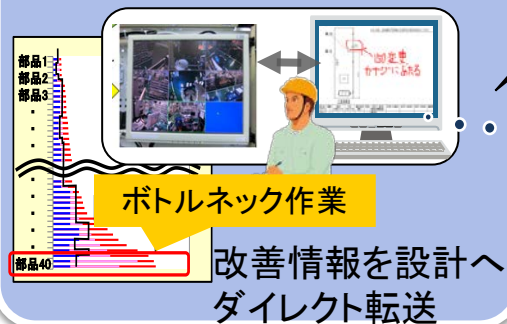 部品1
部品2
部品3
部品40
ボトルネック作業
改善情報を設計へ
ダイレクト転送